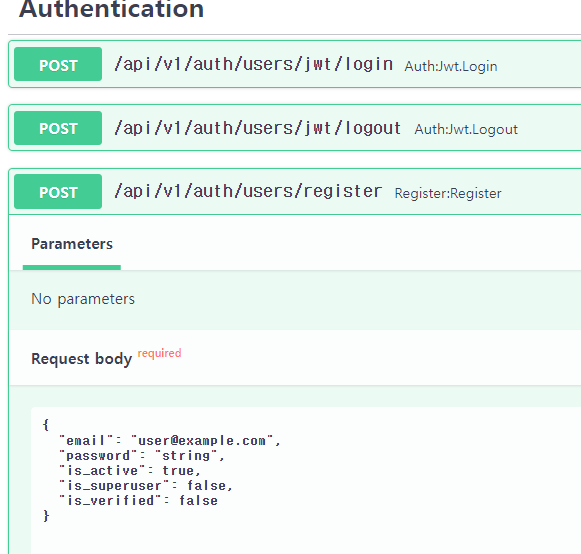 Authentication
POST /api/v1/auth/users/jwt/login Auth:Jwt.Login
POST /api/v1/auth/users/jwt/logout Auth:Jwt.Logout
POST /api/v1/auth/users/register Register:Register
Parameters
No parameters
Request body required
{
  "email": "user@example.com",
  "password": "string",
  "is_active": true,
  "is_superuser": false,
  "is_verified": false
}